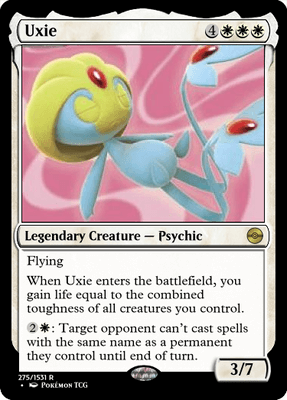 Uxie 4
Legendary Creature — Psychic
Flying
When Uxie enters the battlefield, you
gain life equal to the combined
toughness of all creatures you control.
2 : Target opponent can't cast spells
with the same name as a permanent
they control until end of turn.
3/7
275/1531 R
• Pokémon TCG